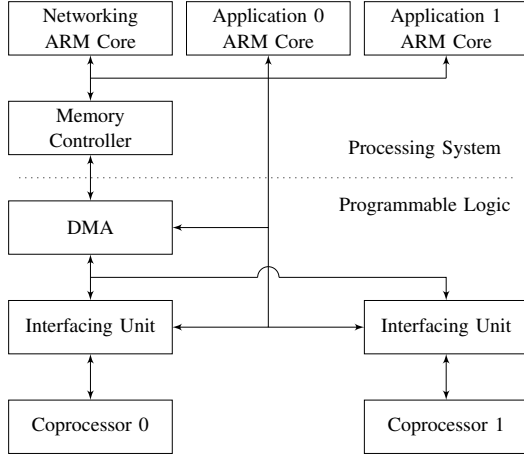 Networking
ARM Core
Application 0
ARM Core
Application 1
ARM Core
Memory
Controller
Processing System
Programmable Logic
DMA
Interfacing Unit
Interfacing Unit
Coprocessor 0
Coprocessor 1